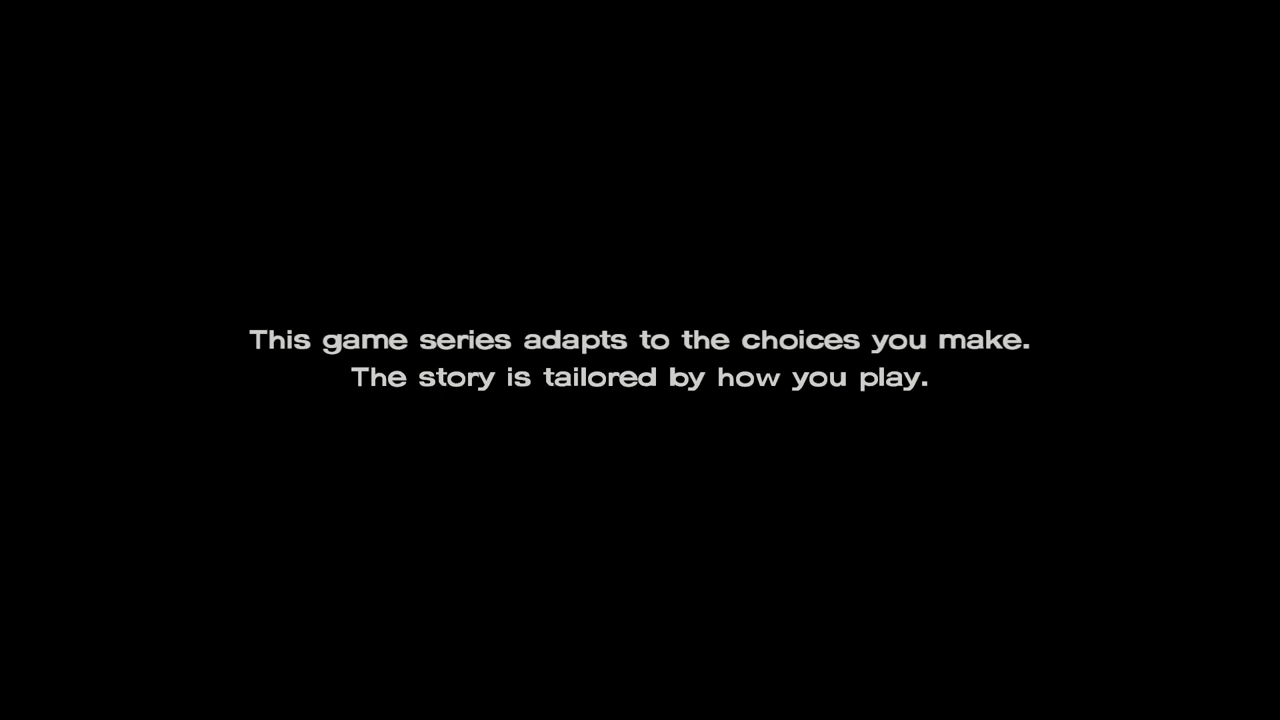 This game series adapts to the choices you make.
The story is tailored by how you play.